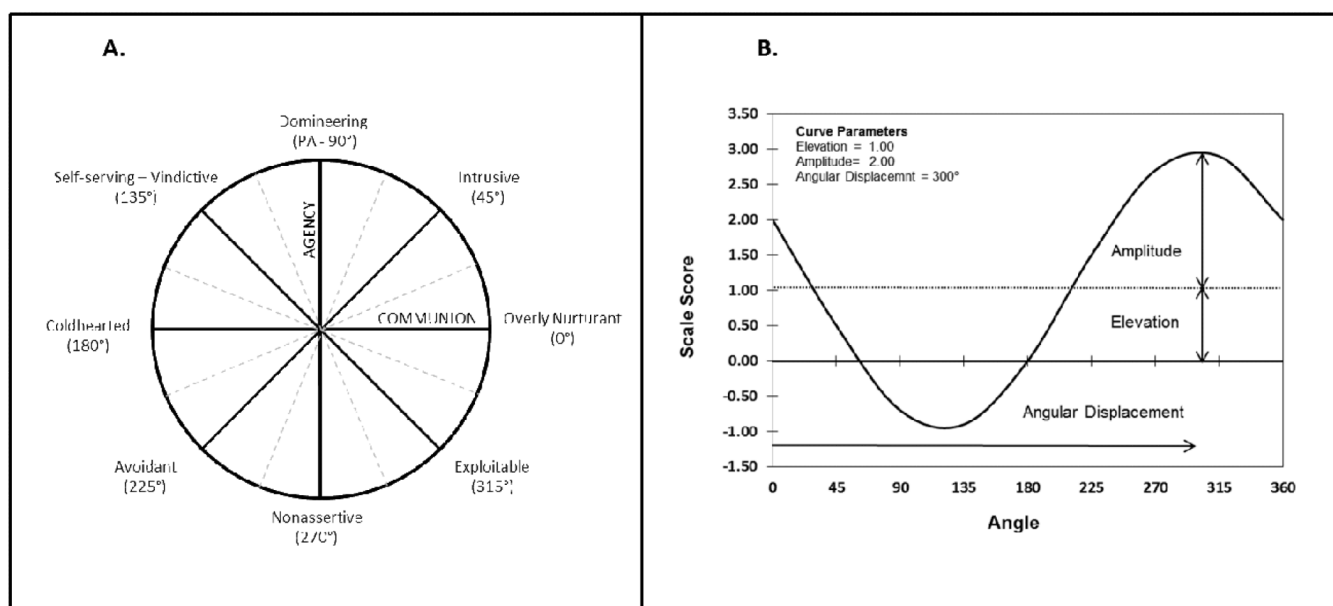 A.
Domineering
(PA - 90°)
Self-serving – Vindictive
(135°)
Intrusive
(45°)
AGENCY
COMMUNION
Coldhearted
(180°)
Overly Nurturant
(0°)
Avoidant
(225°)
Exploitable
(315°)
Nonassertive
(270°)
B.
Curve Parameters
Elevation = 1.00
Amplitude= 2.00
Angular Displacemnt = 300°
3.50
3.00
2.50
2.00
1.50
1.00
0.50
0.00
-0.50
-1.00
-1.50
Scale Score
Amplitude
Elevation
Angular Displacement
0 45 90 135 180 225 270 315 360
Angle